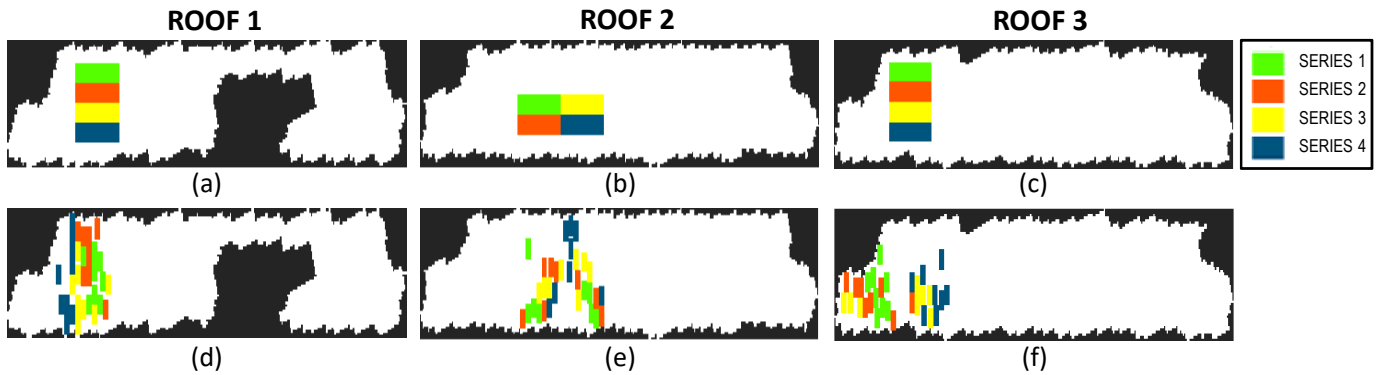 ROOF 1
ROOF 2
ROOF 3
SERIES 1
SERIES 2
SERIES 3
SERIES 4
(a)
(b)
(c)
(d)
(e)
(f)